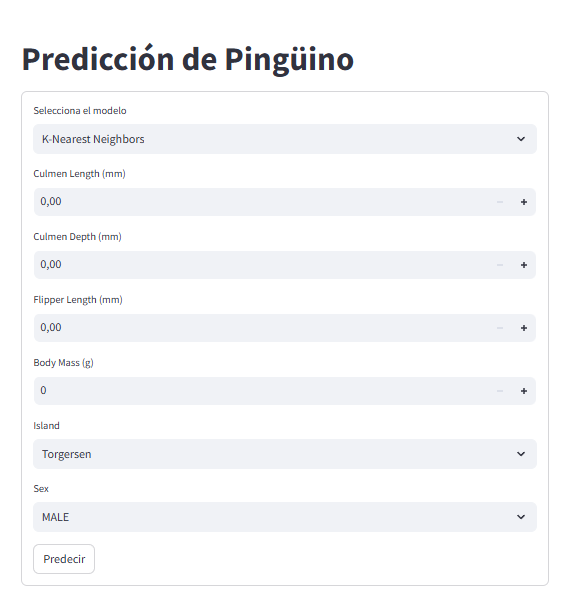 Predicción de Pingüino
Selecciona el modelo
K-Nearest Neighbors
Culmen Length (mm)
0,00
Culmen Depth (mm)
0,00
Flipper Length (mm)
0,00
Body Mass (g)
0
Island
Torgersen
Sex
MALE
Predecir